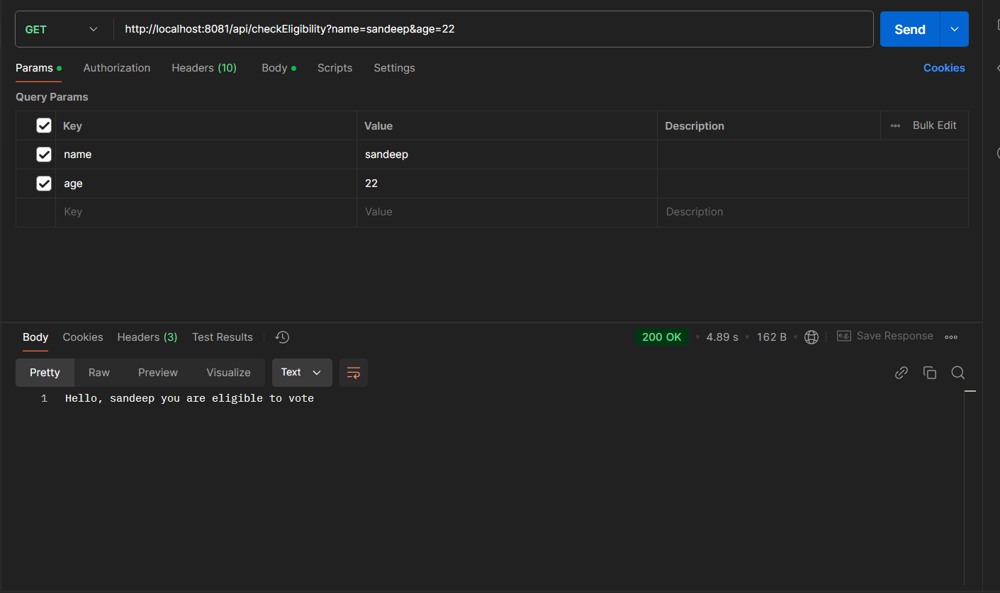 GET http://localhost:8081/api/checkEligibility?name=sandeep&age=22 Send
Params Authorization Headers (10) Body Scripts Settings Cookies
Query Params
Key Value Description Bulk Edit
name sandeep
age 22
Key Value Description
Body Cookies Headers (3) Test Results 200 OK 4.89 s 162 B e.g. Save Response
Pretty Raw Preview Visualize Text
1 Hello, sandeep you are eligible to vote